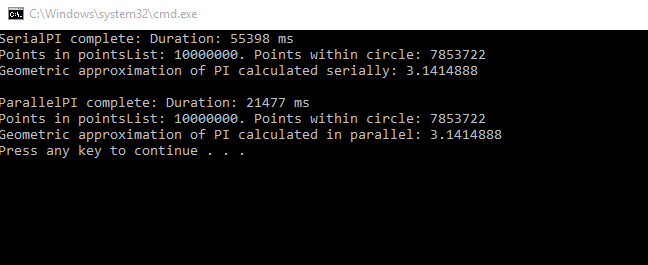 C:\Windows\system32\cmd.exe
SerialPI complete: Duration: 55398 ms
Points in pointsList: 10000000. Points within circle: 7853722
Geometric approximation of PI calculated serially: 3.1414888
ParallelPI complete: Duration: 21477 ms
Points in pointsList: 10000000. Points within circle: 7853722
Geometric approximation of PI calculated in parallel: 3.1414888
Press any key to continue . . .